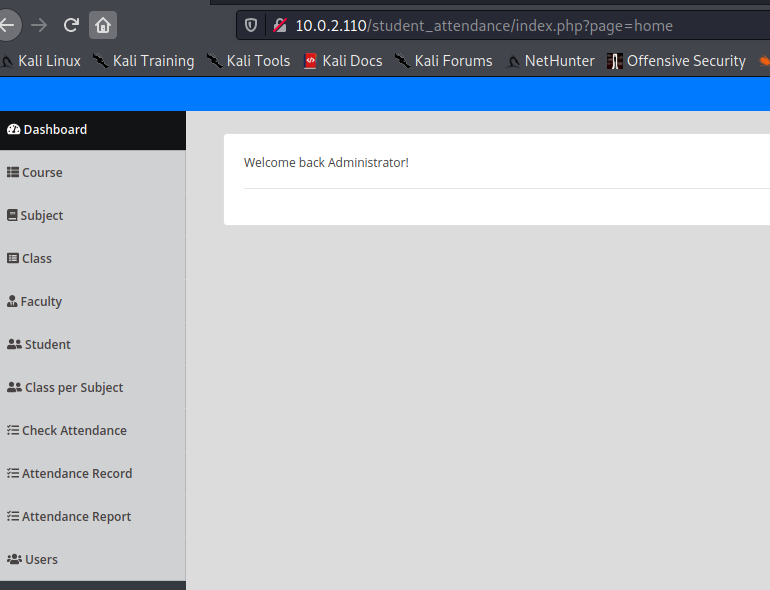 10.0.2.110/student_attendance/index.php?page=home
Kali Linux Kali Training Kali Tools Kali Docs Kali Forums NetHunter Offensive Security
Dashboard
Welcome back Administrator!
Course
Subject
Class
Faculty
Student
Class per Subject
Check Attendance
Attendance Record
Attendance Report
Users